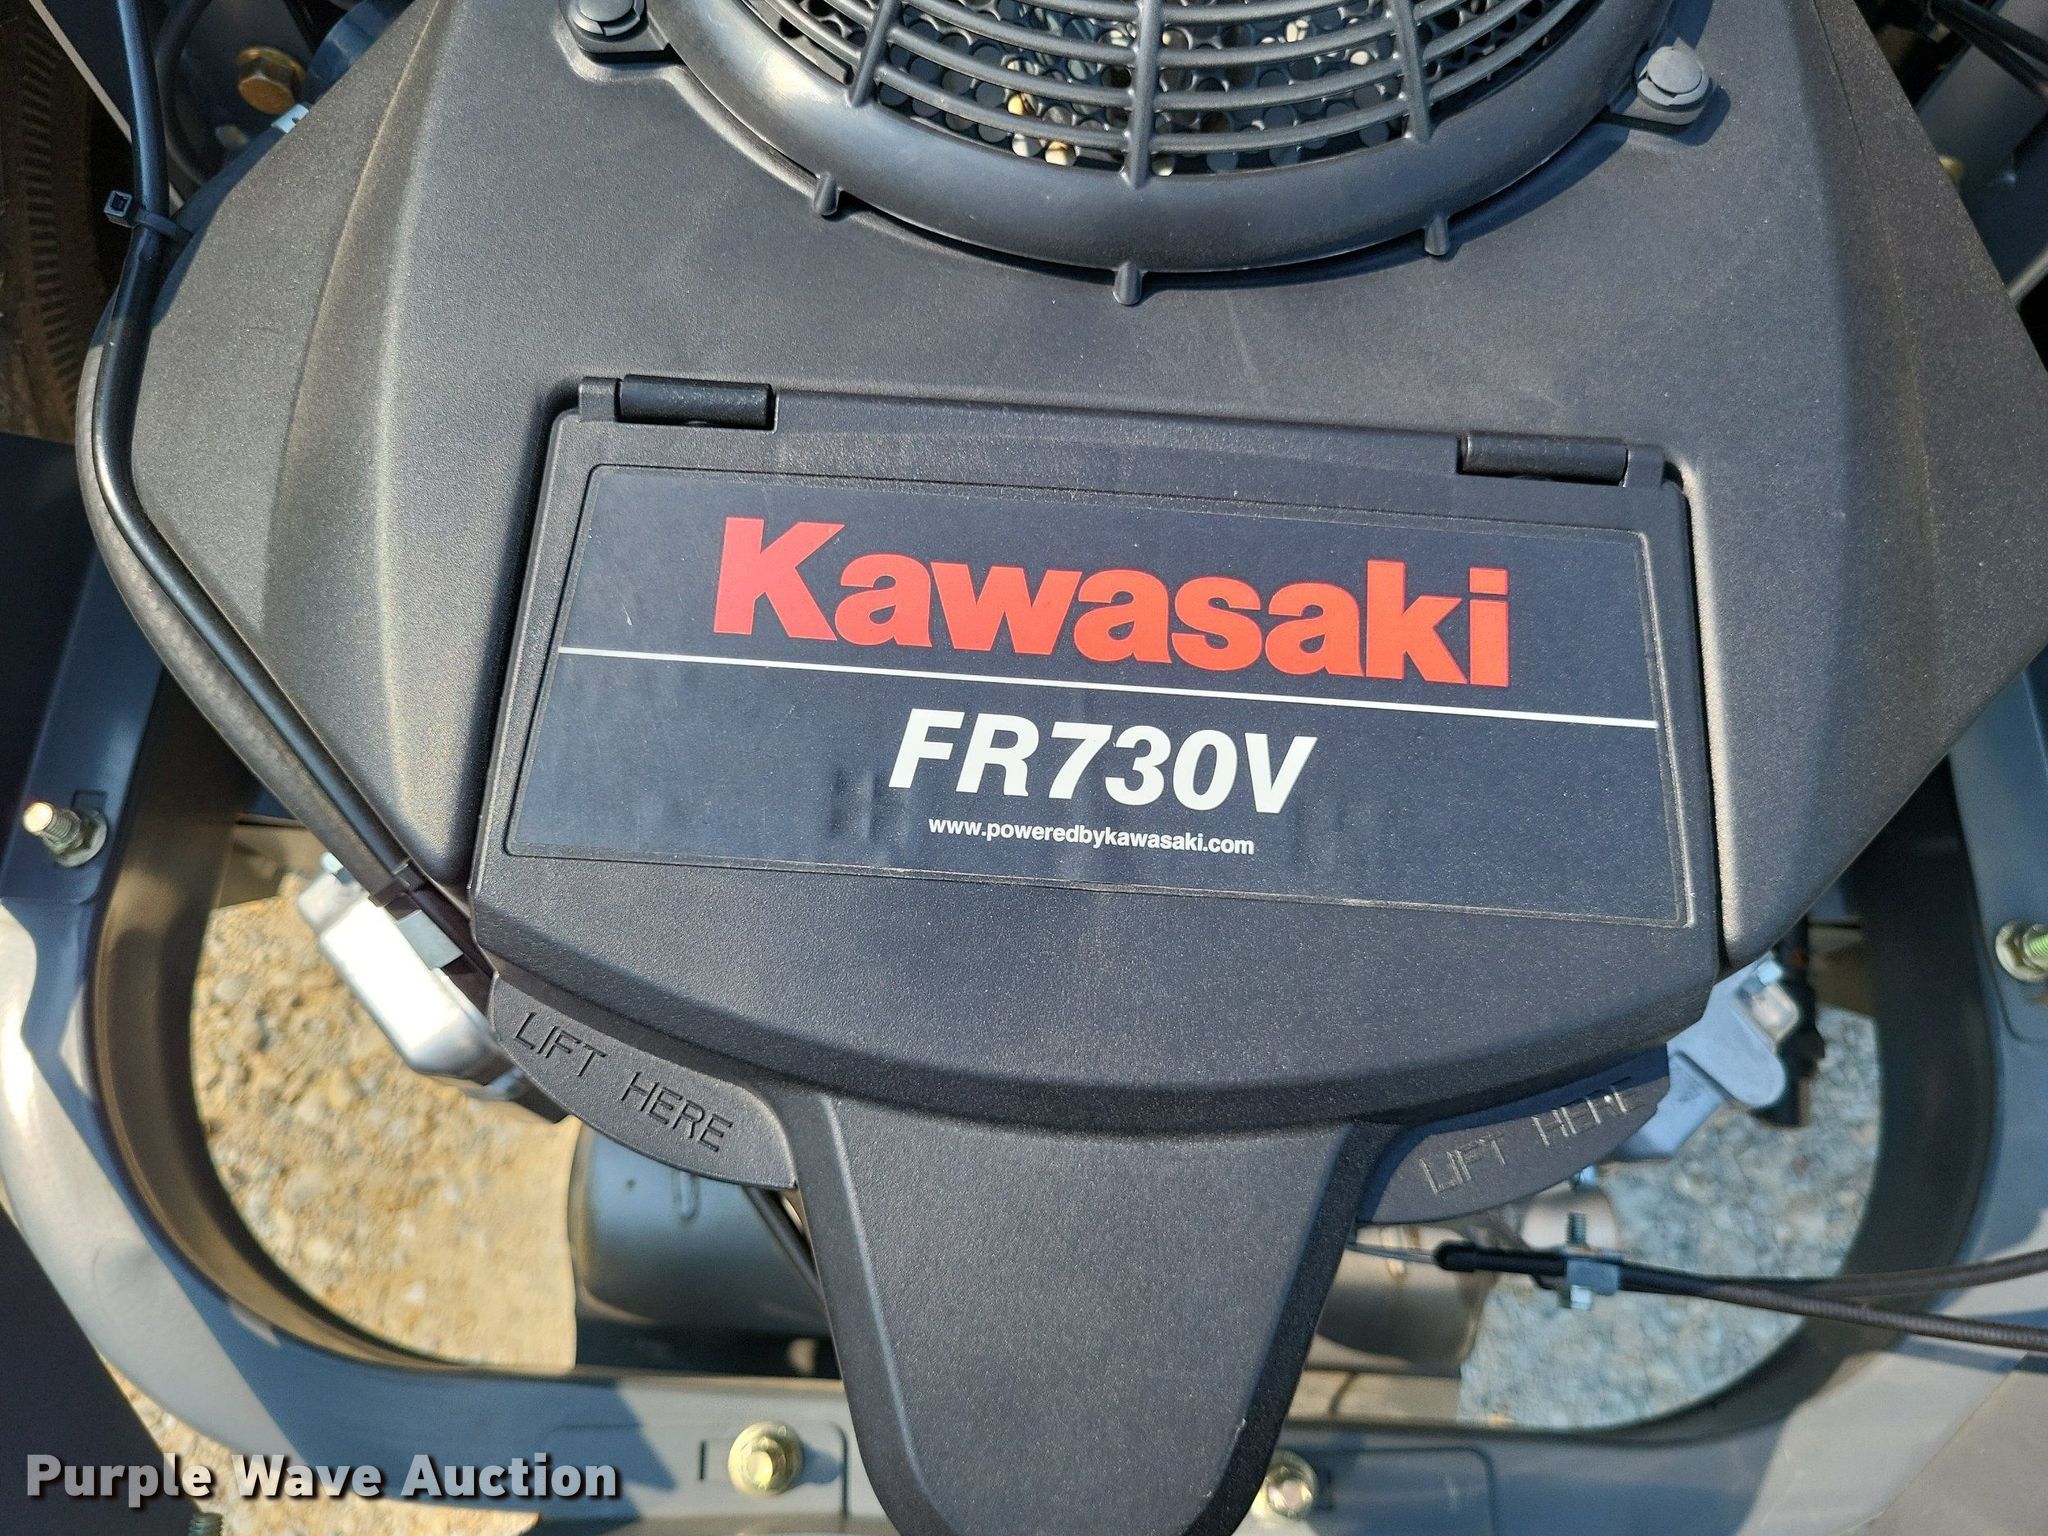 Kawasaki
FR730V
www.poweredbykawasaki.com
LIFT HERE
LIFT HERE
Purple Wave Auction